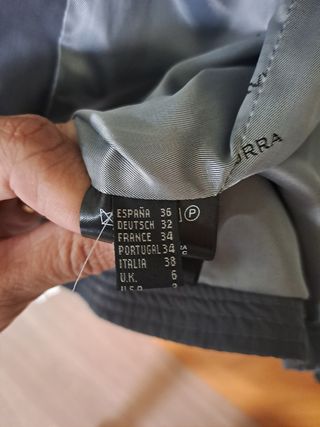 URRA
ESPAÑA 36
DEUTSCH 32
FRANCE 34
PORTUGAL 34
ITALIA 38
U.K. 6
P